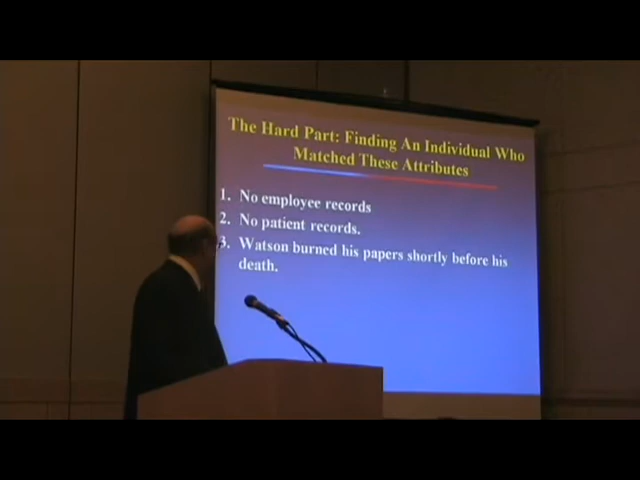 The Hard Part: Finding An Individual Who
Matched These Attributes
1. No employee records
2. No patient records.
3. Watson burned his papers shortly before his
death.